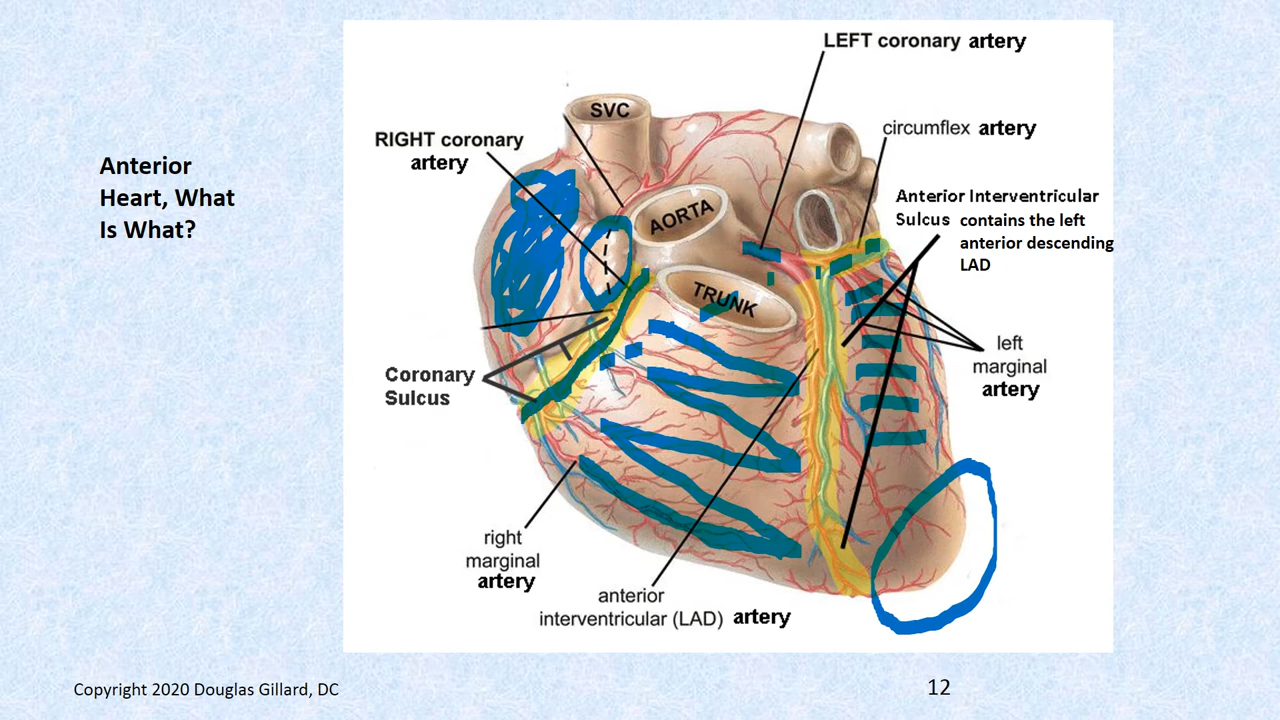 Anterior
Heart, What
Is What?
LEFT coronary artery
SVC
circumflex artery
RIGHT coronary
artery
Anterior Interventricular
Sulcus contains the left
anterior descending
LAD
AORTA
TRUNK
left
marginal
artery
Coronary
Sulcus
right
marginal
artery
anterior
interventricular (LAD) artery
Copyright 2020 Douglas Gillard, DC
12